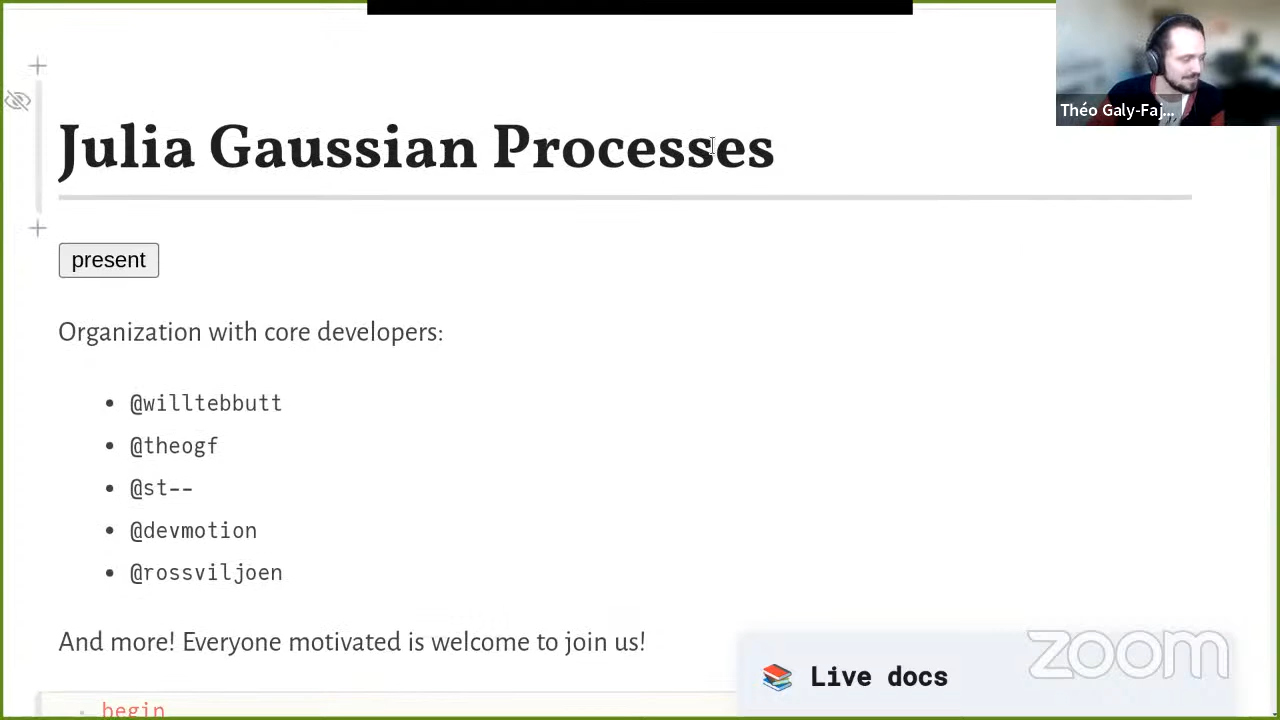 Théo Galy-Faj...
Julia Gaussian Processes
present
Organization with core developers:
@willtebbutt
@theogf
@st--
@devmotion
@rossviljoen
And more! Everyone motivated is welcome to join us!
Live docs
zoom
begin